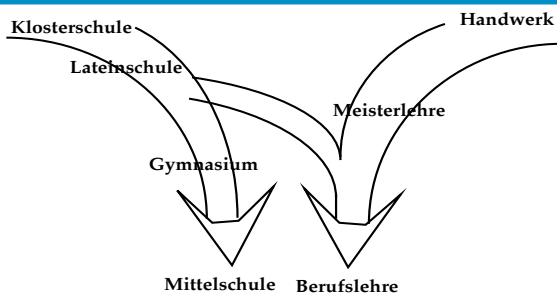 Klosterschule
Handwerk
Lateinschule
Meisterlehre
Gymnasium
Mittelschule
Berufslehre